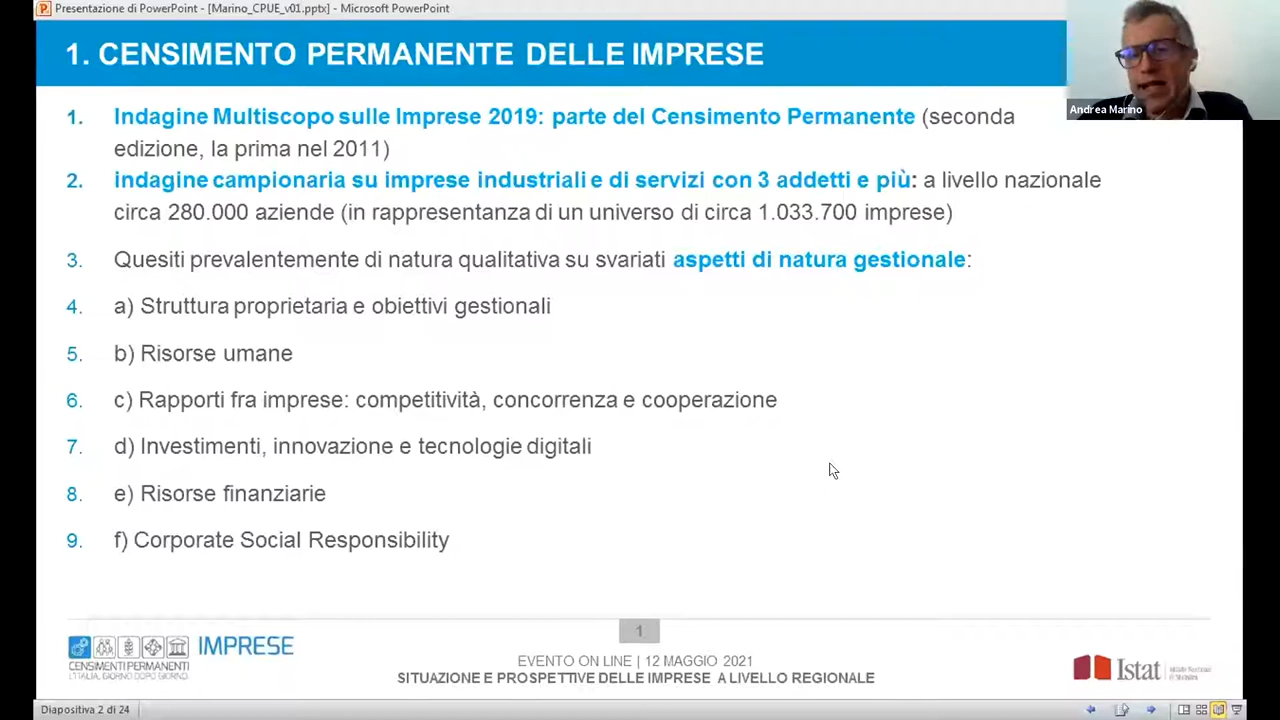 Presentazione di PowerPoint - [Marino_CPUE_v01.pptx] - Microsoft PowerPoint
1. CENSIMENTO PERMANENTE DELLE IMPRESE
Andrea Marino
1. Indagine Multiscopo sulle Imprese 2019: parte del Censimento Permanente (seconda
edizione, la prima nel 2011)
2. indagine campionaria su imprese industriali e di servizi con 3 addetti e più: a livello nazionale
circa 280.000 aziende (in rappresentanza di un universo di circa 1.033.700 imprese)
3. Quesiti prevalentemente di natura qualitativa su svariati aspetti di natura gestionale:
4. a) Struttura proprietaria e obiettivi gestionali
5. b) Risorse umane
6. c) Rapporti fra imprese: competitività, concorrenza e cooperazione
7. d) Investimenti, innovazione e tecnologie digitali
8. e) Risorse finanziarie
9. f) Corporate Social Responsibility
1
IMPRESE
CENSIMENTI PERMANENTI
L'ITALIA, GIORNO DOPO GIORNO
EVENTO ON LINE | 12 MAGGIO 2021
SITUAZIONE E PROSPETTIVE DELLE IMPRESE A LIVELLO REGIONALE
Istat
Diapositiva 2 di 24